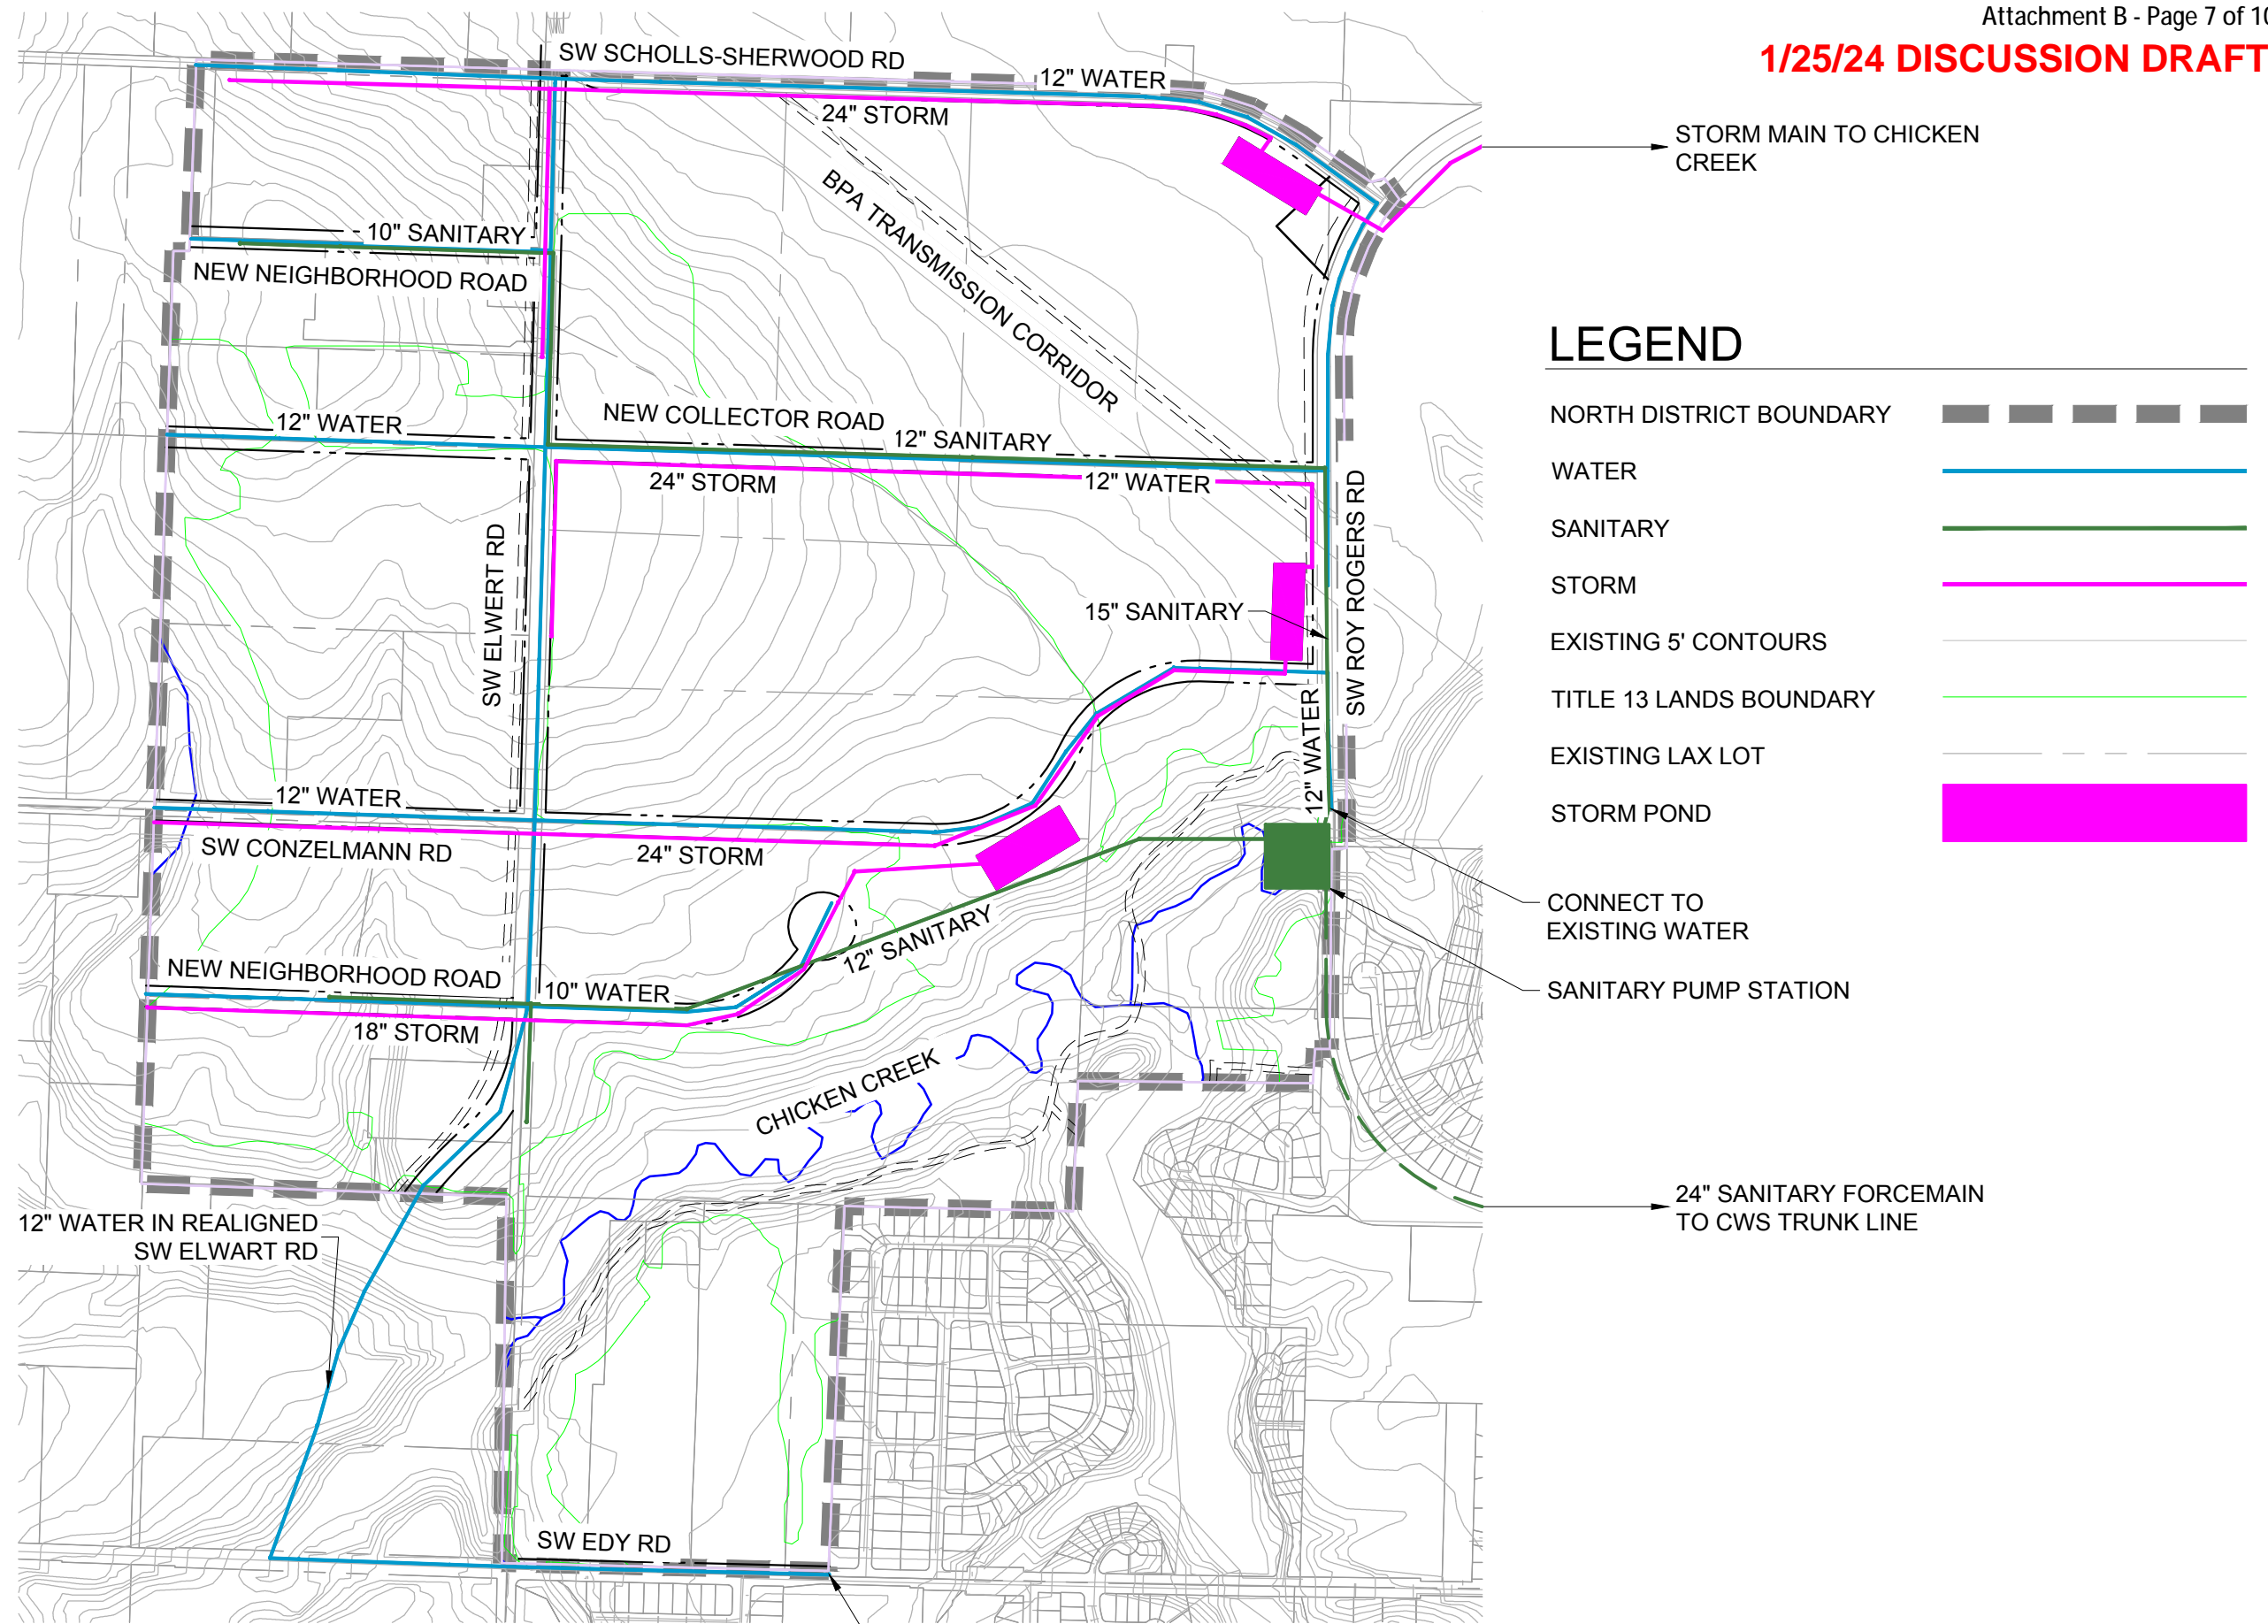 Attachment B - Page 7 of 10
1/25/24 DISCUSSION DRAFT
SW SCHOLLS-SHERWOOD RD
12" WATER
24" STORM
STORM MAIN TO CHICKEN
CREEK
BPA TRANSMISSION CORRIDOR
10" SANITARY
NEW NEIGHBORHOOD ROAD
LEGEND
NORTH DISTRICT BOUNDARY
WATER
SANITARY
STORM
EXISTING 5' CONTOURS
TITLE 13 LANDS BOUNDARY
EXISTING LAX LOT
STORM POND
12" WATER
NEW COLLECTOR ROAD
12" SANITARY
24" STORM
12" WATER
SW ELWERT RD
15" SANITARY
SW ROY ROGERS RD
12" WATER
12" WATER
SW CONZELMANN RD
24" STORM
CONNECT TO
EXISTING WATER
SANITARY PUMP STATION
12" SANITARY
NEW NEIGHBORHOOD ROAD
10" WATER
18" STORM
CHICKEN CREEK
24" SANITARY FORCEMAIN
TO CWS TRUNK LINE
12" WATER IN REALIGNED
SW ELWART RD
SW EDY RD